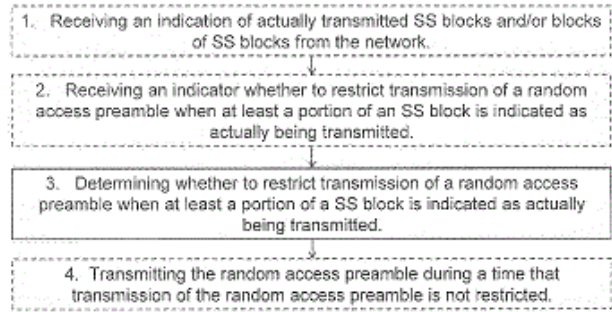 1. Receiving an indication of actually transmitted SS blocks and/or blocks
of SS blocks from the network.
2. Receiving an indicator whether to restrict transmission of a random
access preamble when at least a portion of an SS block is indicated as
actually being transmitted.
3. Determining whether to restrict transmission of a random access
preamble when at least a portion of a SS block is indicated as actually
being transmitted.
4. Transmitting the random access preamble during a time that
transmission of the random access preamble is not restricted.